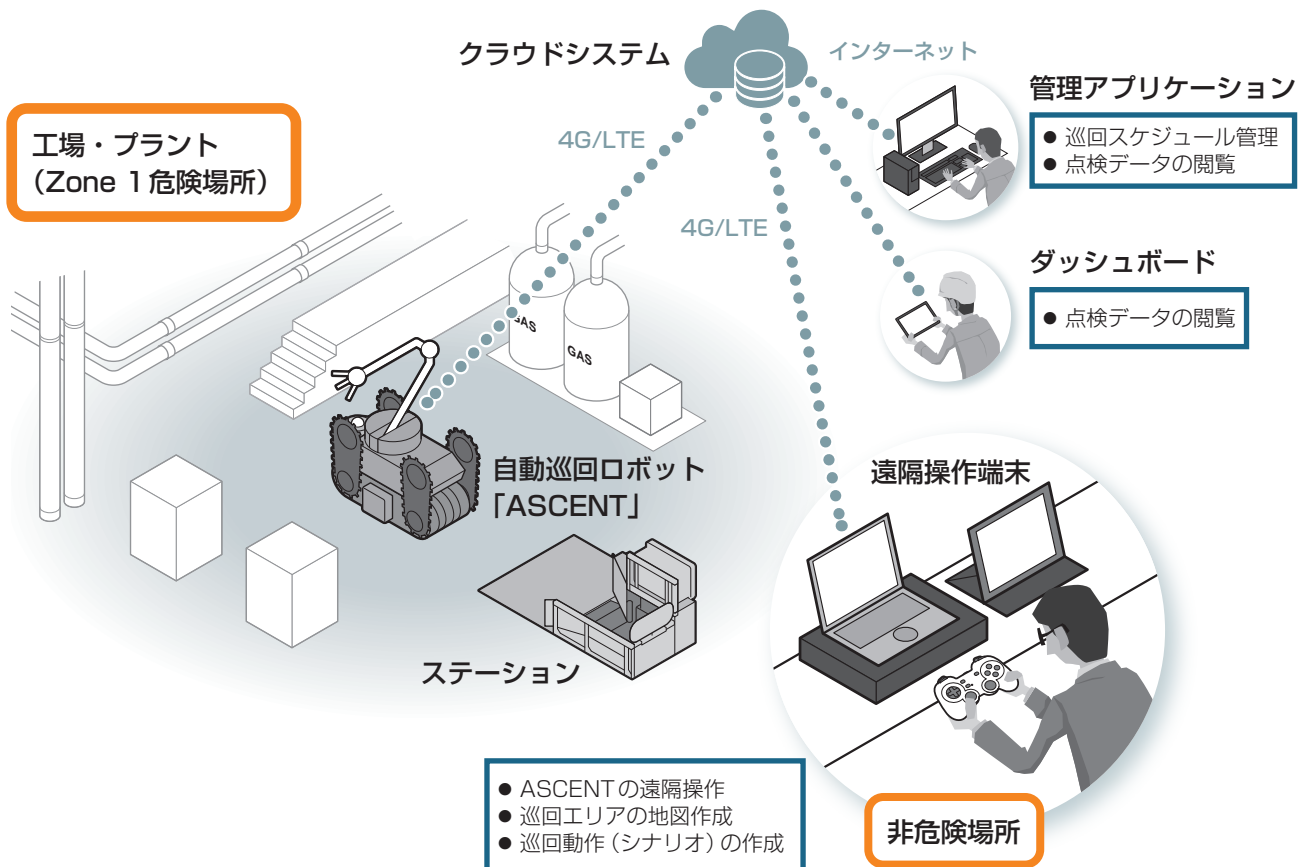 クラウドシステム
インターネット
管理アプリケーション
● 巡回スケジュール管理
● 点検データの閲覧
工場・プラント
（Zone 1危険場所）
4G/LTE
4G/LTE
ダッシュボード
● 点検データの閲覧
GAS
GAS
自動巡回ロボット
「ASCENT」
遠隔操作端末
ステーション
● ASCENTの遠隔操作
● 巡回エリアの地図作成
● 巡回動作（シナリオ）の作成
非危険場所